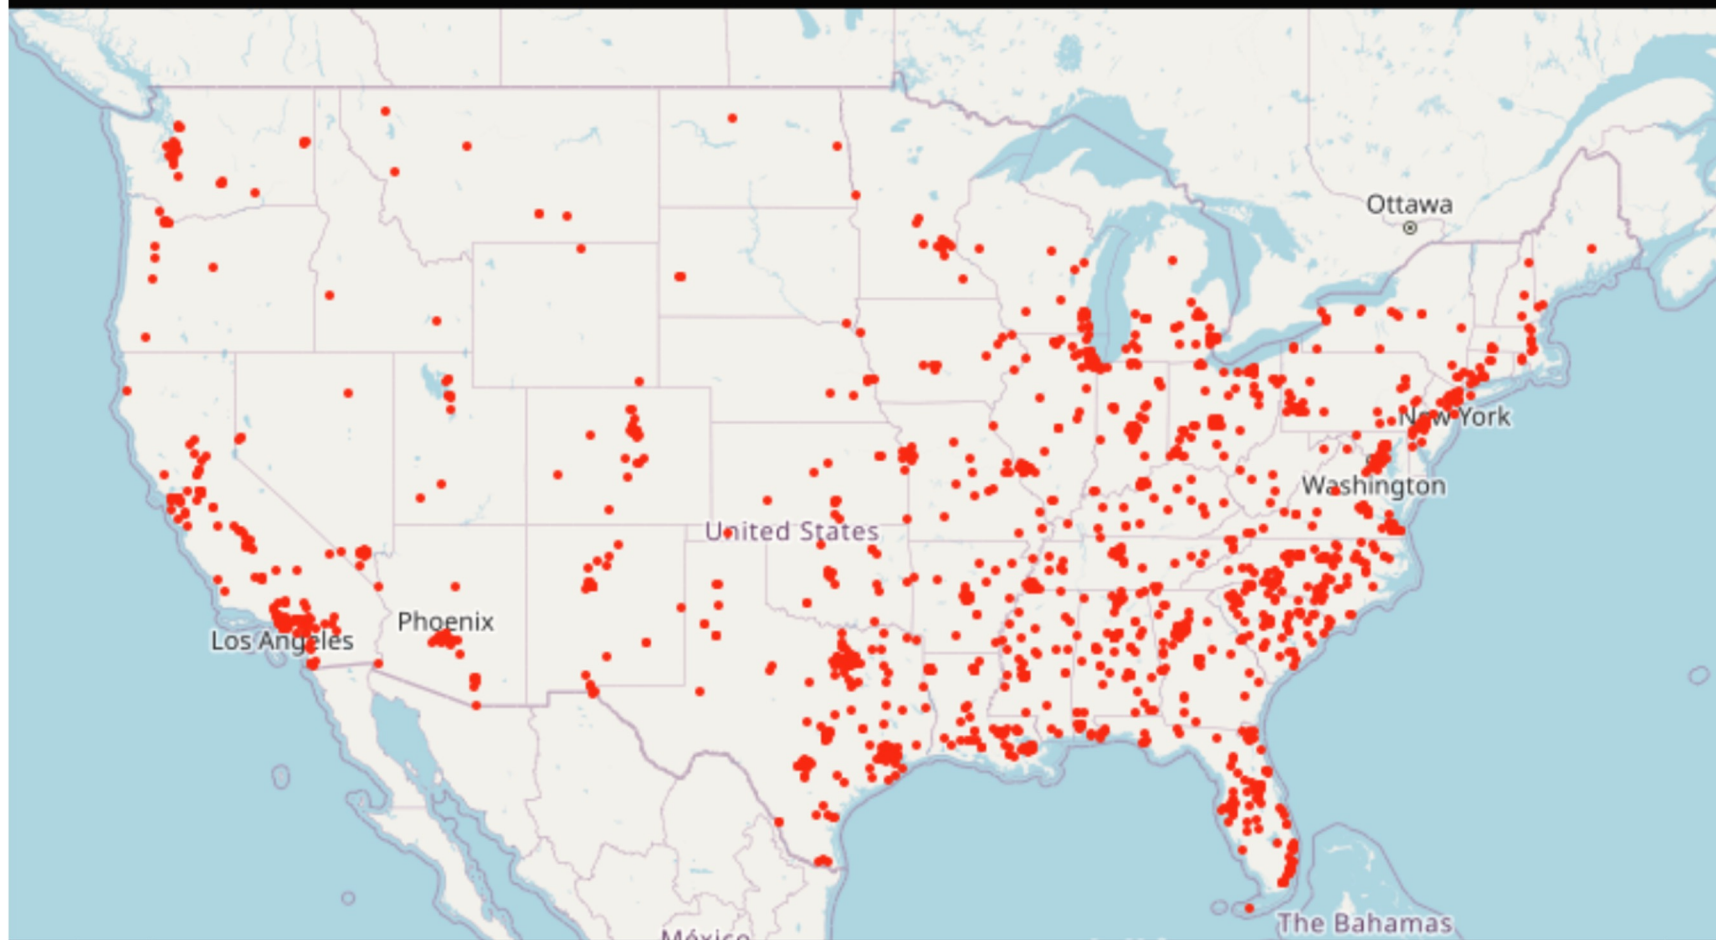 Ottawa
New York
Washington
United States
Phoenix
Los Angeles
The Bahamas
México